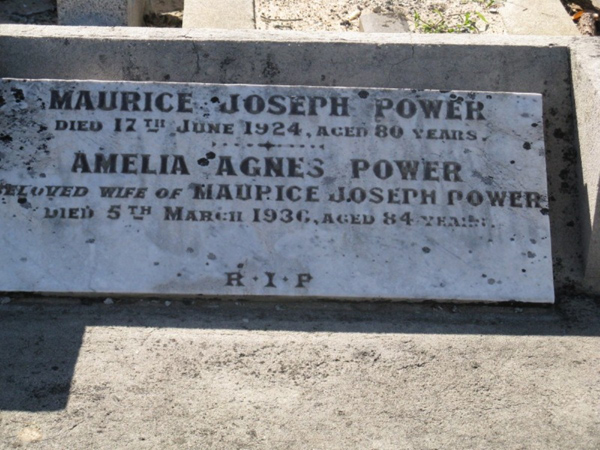 MAURICE JOSEPH POWER
DIED 17TH JUNE 1924, AGED 80 YEARS.
AMELIA AGNES POWER
BELOVED WIFE OF MAURICE JOSEPH POWER
DIED 5TH MARCH 1936, AGED 84 YEARS.
R·I·P